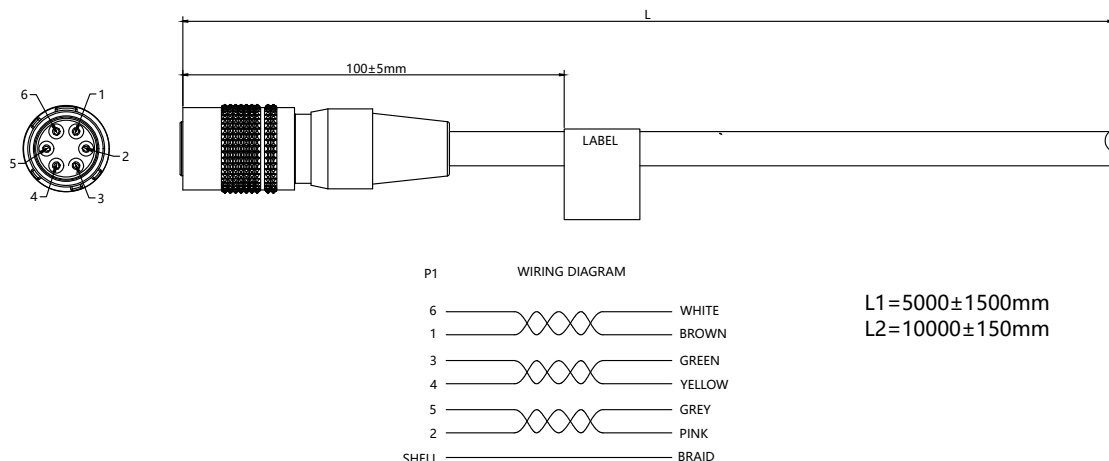 L
100±5mm
6
1
5
2
4
3
LABEL
P1 WIRING DIAGRAM
6 WHITE
1 BROWN
3 GREEN
4 YELLOW
5 GREY
2 PINK
SHELL BRAID
L1=5000±1500mm
L2=10000±150mm